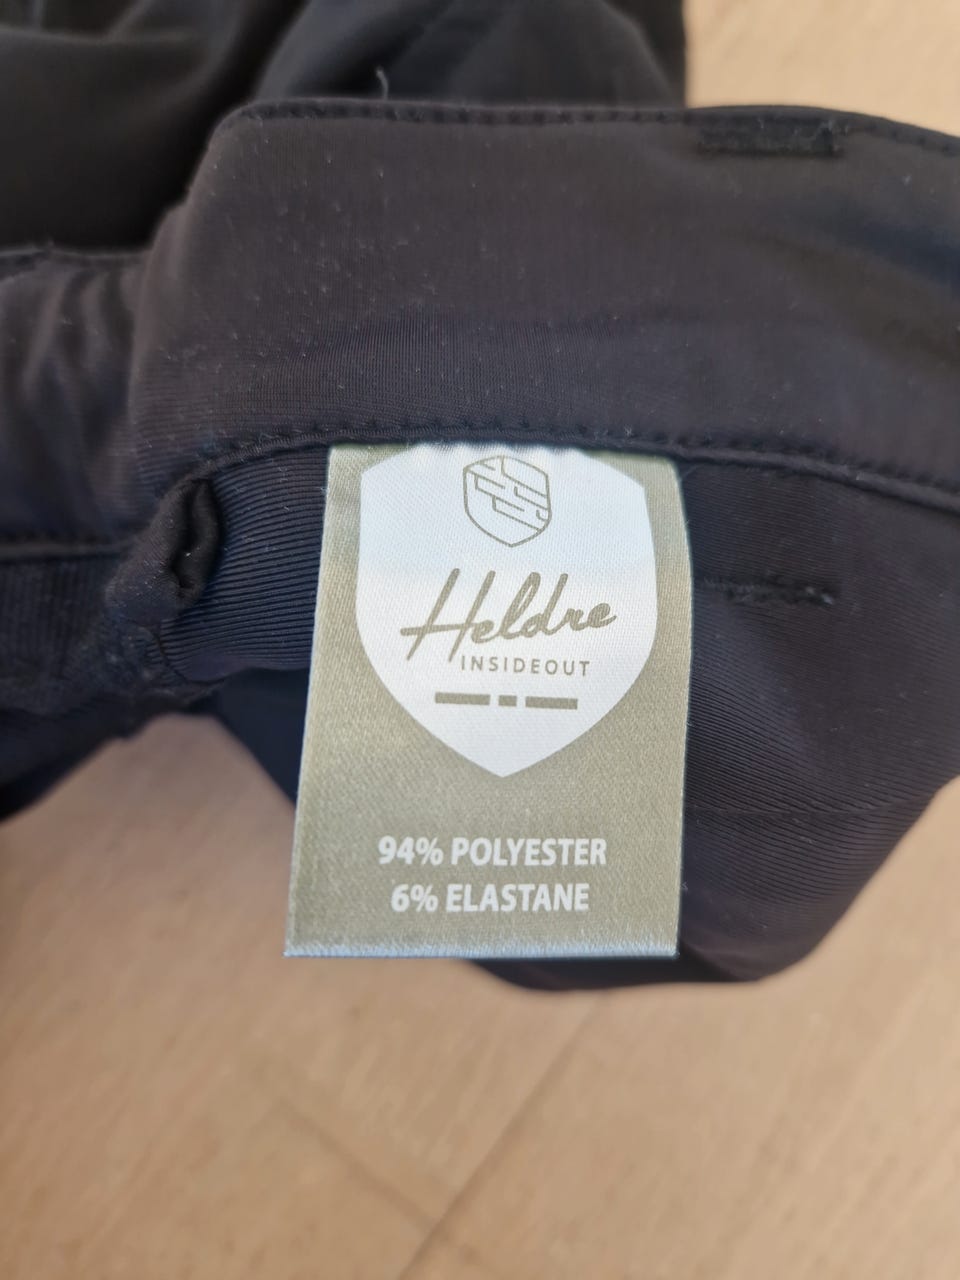 Heldre
INSIDEOUT
94% POLYESTER
6% ELASTANE